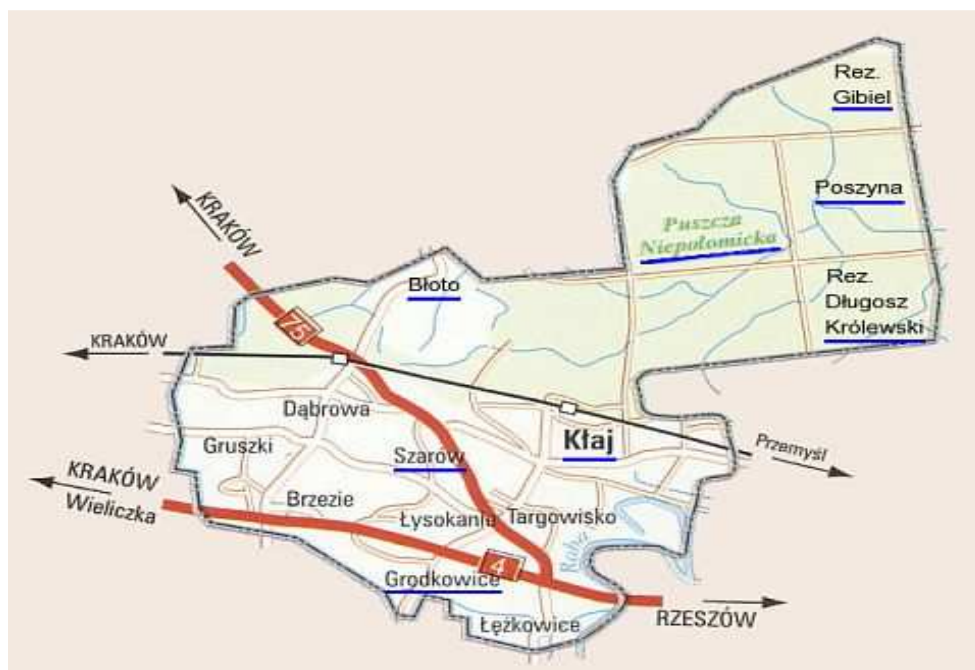 Rez.
Gibiel
Poszyna
Puszcza
Niepołomicka
KRAKÓW
Błoto
Rez.
Długosz
Królewski
75
KRAKÓW
Dąbrowa
Kłaj
Gruszki
Szarów
Przemyśl
KRAKÓW
Wieliczka
Brzezie
Łysokanie
Targowisko
Raba
4
Grodkowice
Łężkowice
RZESZÓW